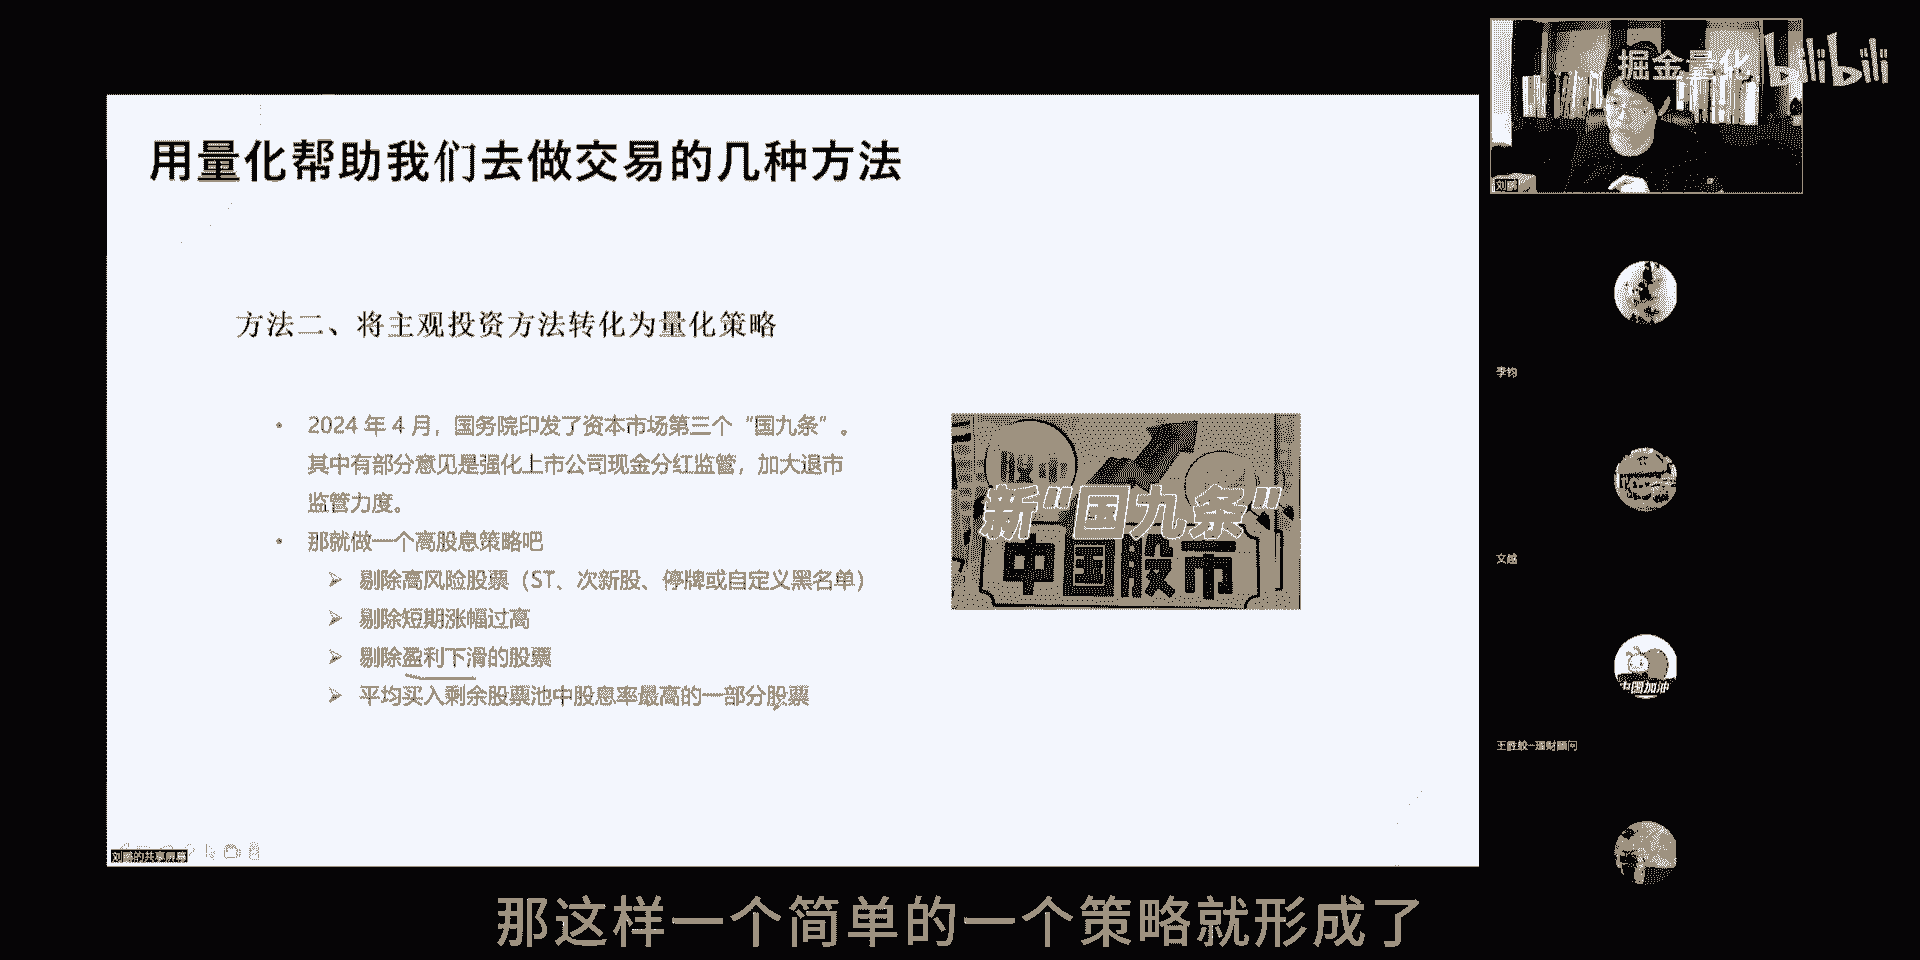 掘金量化 bilibili
用量化帮助我们去做交易的几种方法
方法二、将主观投资方法转化为量化策略
• 2024 年 4 月，国务院印发了资本市场第三个“国九条”。
其中有部分意见是强化上市公司现金分红监管，加大退市
监管力度。
• 那就做一个高股息策略吧
➢ 剔除高风险股票（ST、次新股、停牌或自定义黑名单）
➢ 剔除短期涨幅过高
➢ 剔除盈利下滑的股票
➢ 平均买入剩余股票池中股息率最高的一部分股票
新“国九条”
中国股市
刘鹏的共享屏幕
李钧
文越
中国加油
那这样一个简单的一个策略就形成了